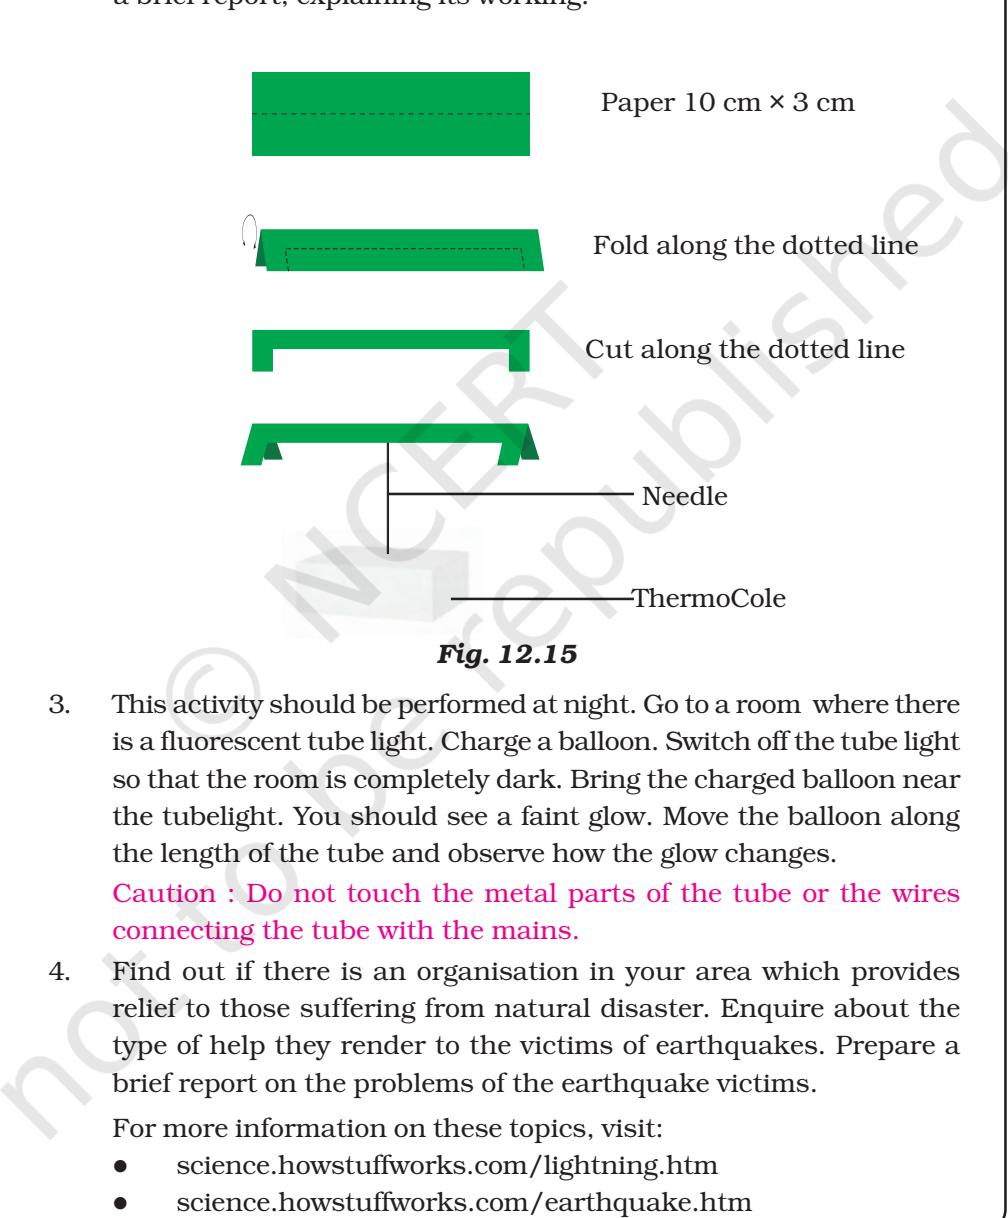 a brief report, explaining its working.
Paper 10 cm × 3 cm
Fold along the dotted line
Cut along the dotted line
Needle
ThermoCole
Fig. 12.15
3. This activity should be performed at night. Go to a room where there
is a fluorescent tube light. Charge a balloon. Switch off the tube light
so that the room is completely dark. Bring the charged balloon near
the tubelight. You should see a faint glow. Move the balloon along
the length of the tube and observe how the glow changes.
Caution : Do not touch the metal parts of the tube or the wires
connecting the tube with the mains.
4. Find out if there is an organisation in your area which provides
relief to those suffering from natural disaster. Enquire about the
type of help they render to the victims of earthquakes. Prepare a
brief report on the problems of the earthquake victims.
For more information on these topics, visit:
● science.howstuffworks.com/lightning.htm
● science.howstuffworks.com/earthquake.htm
© NCERT
not to be republished